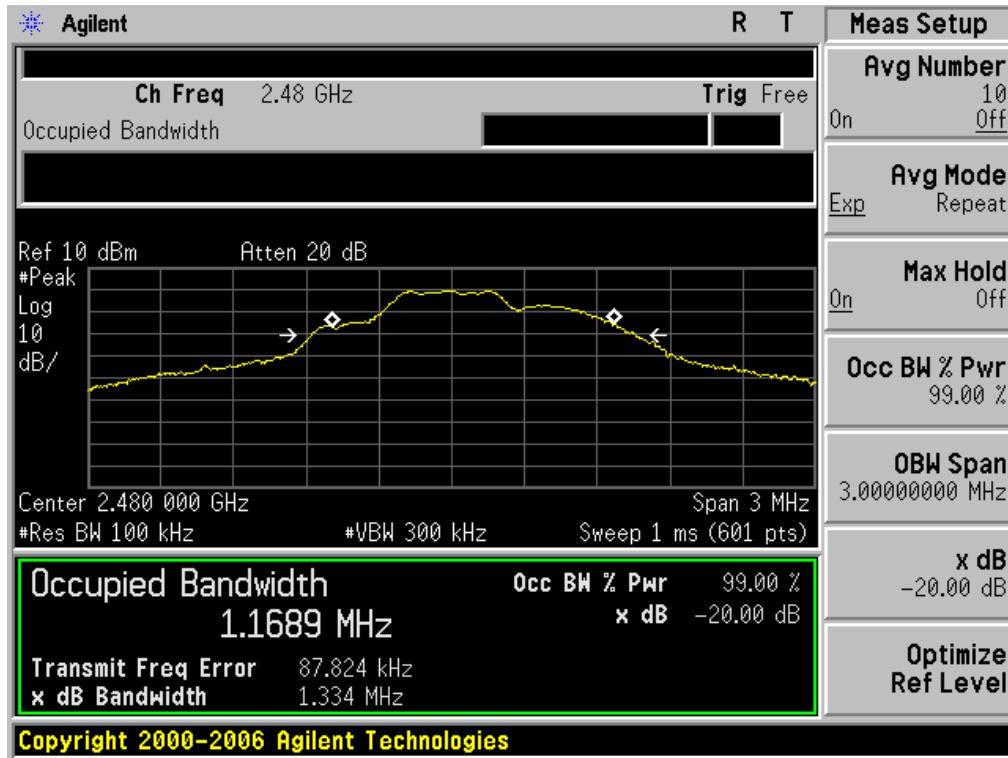 Agilent R T
Ch Freq 2.48 GHz Trig Free
Occupied Bandwidth
Ref 10 dBm Atten 20 dB
#Peak
Log
10
dB/
Center 2.480 000 GHz Span 3 MHz
#Res BW 100 kHz #VBW 300 kHz Sweep 1 ms (601 pts)
Occupied Bandwidth
1.1689 MHz
Occ BW % Pwr 99.00 %
x dB -20.00 dB
Transmit Freq Error 87.824 kHz
x dB Bandwidth 1.334 MHz
Copyright 2000-2006 Agilent Technologies
Meas Setup
Avg Number
10
On Off
Avg Mode
Exp Repeat
Max Hold
On Off
Occ BW % Pwr
99.00 %
OBW Span
3.00000000 MHz
x dB
-20.00 dB
Optimize
Ref Level